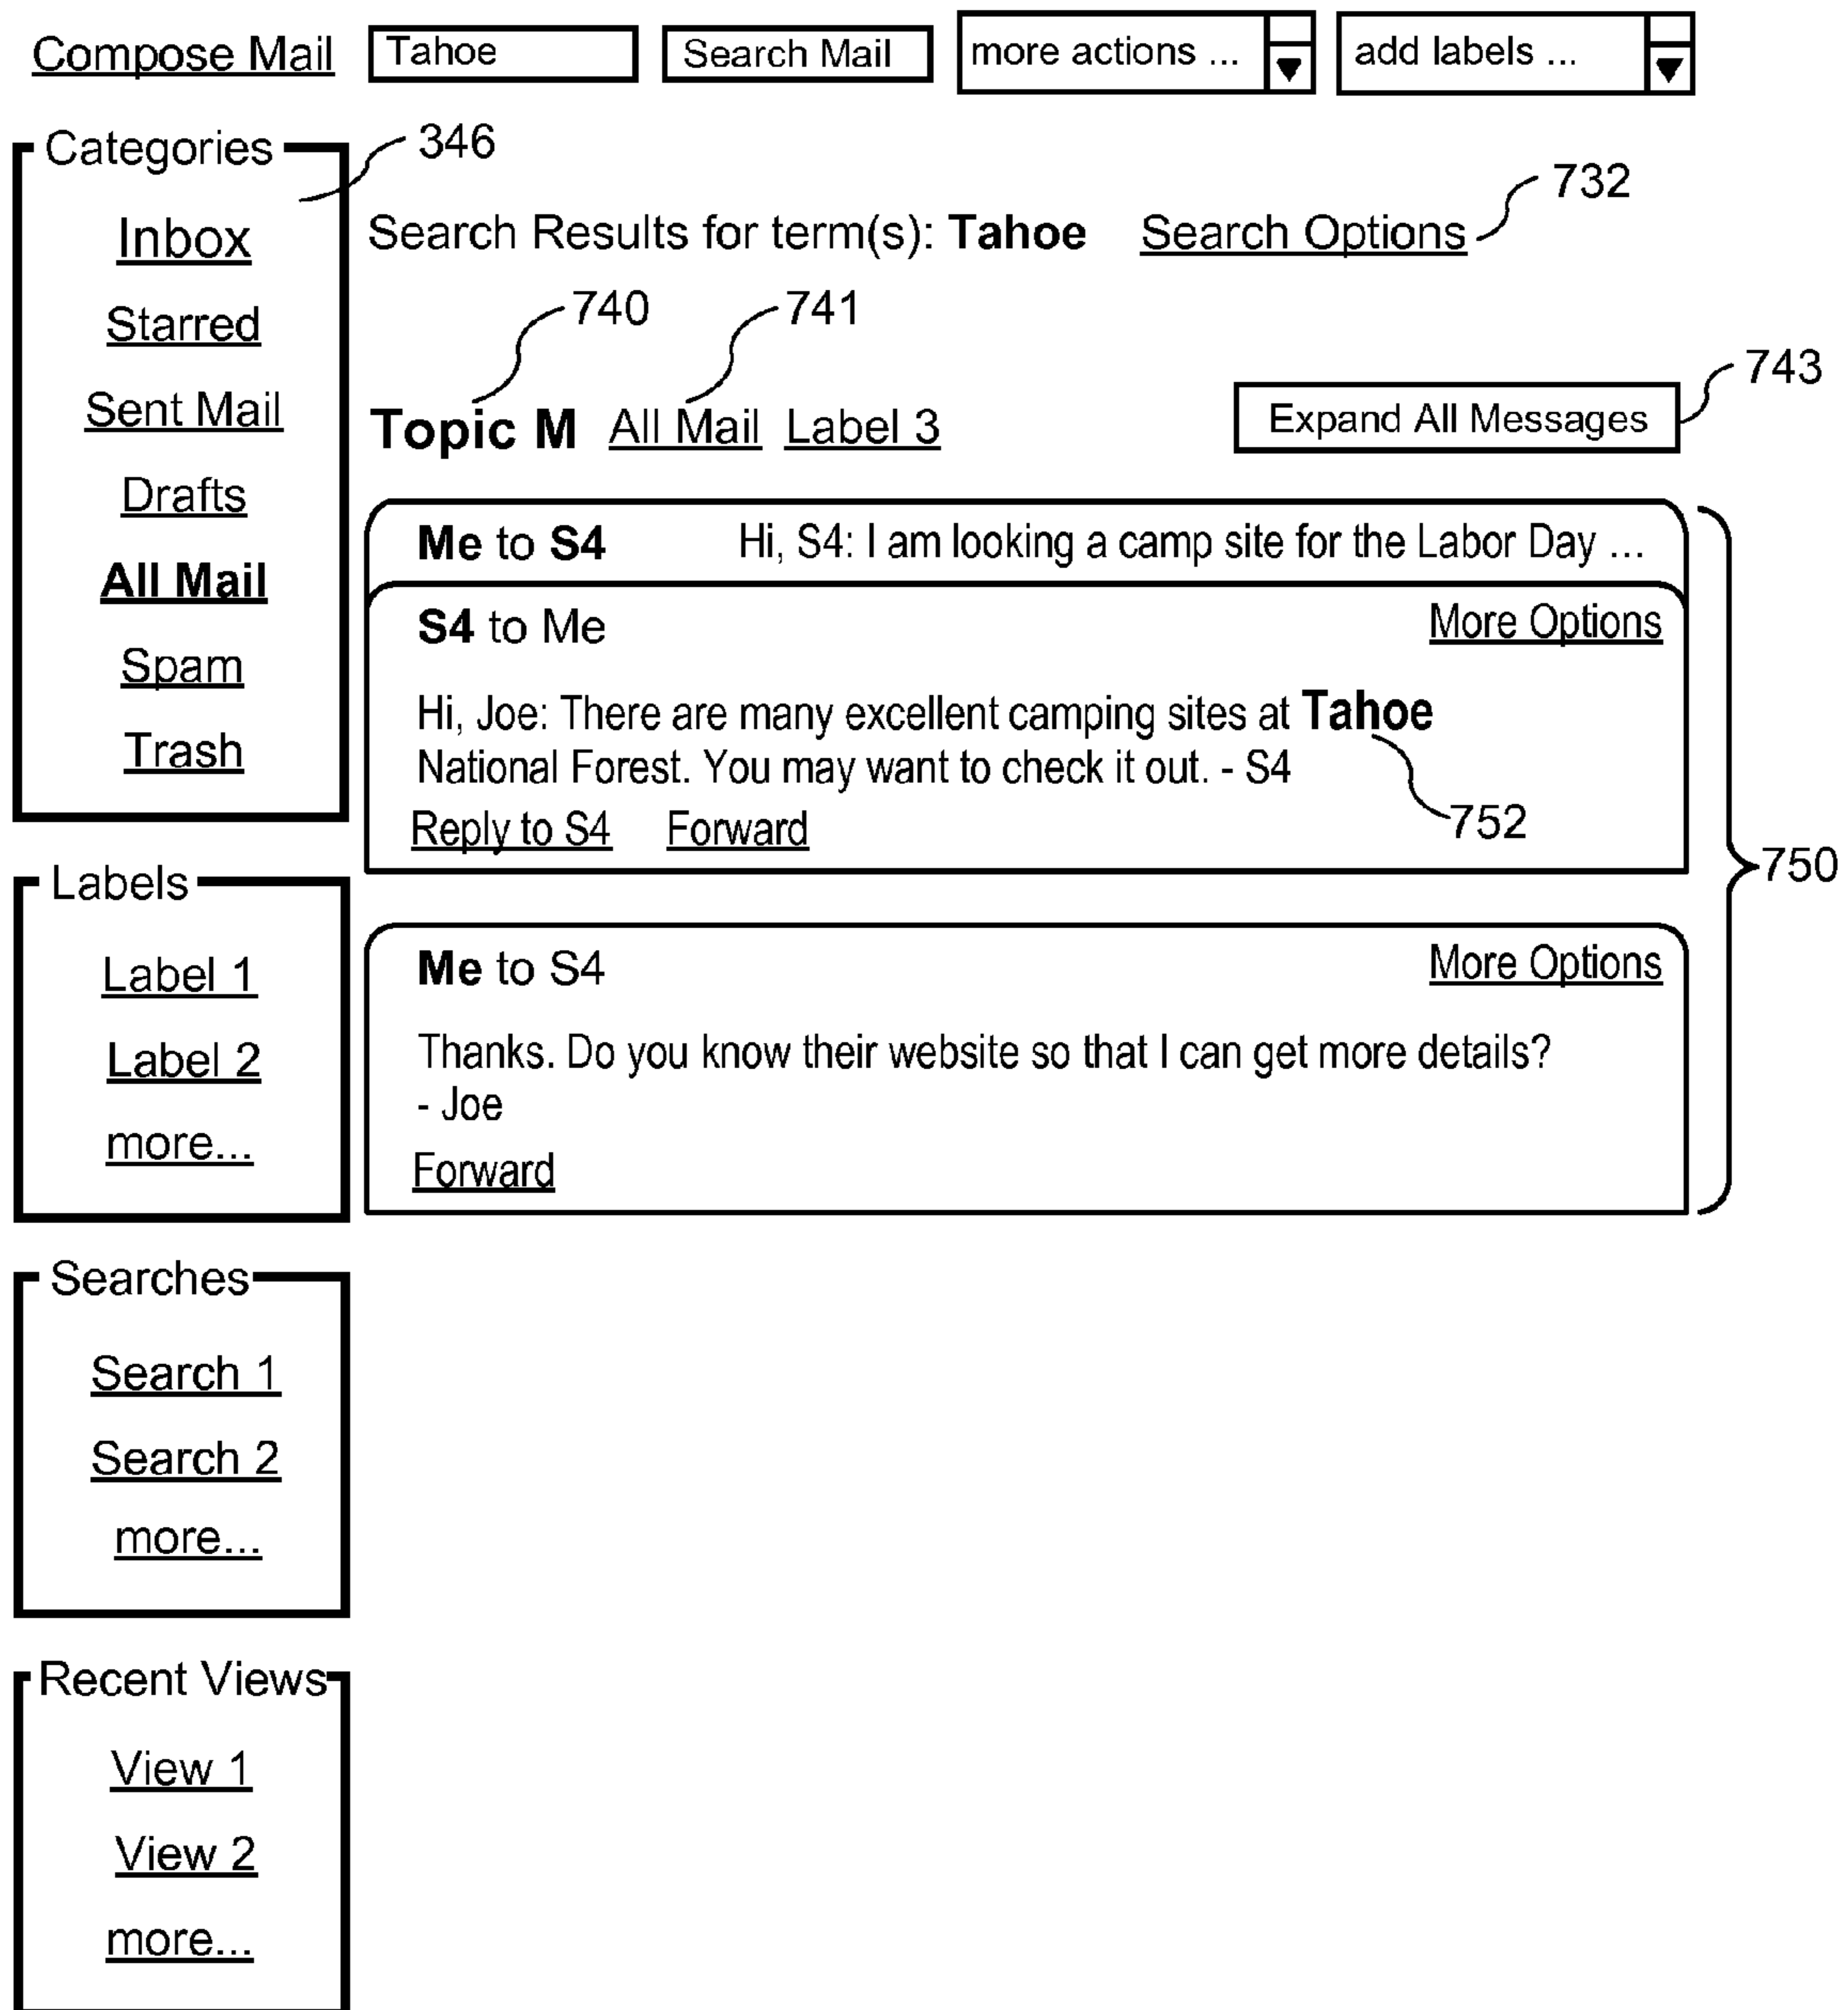 Compose Mail Tahoe Search Mail more actions ... add labels ...
Categories
346
Inbox
Starred
Sent Mail
Drafts
All Mail
Spam
Trash
Labels
Label 1
Label 2
more...
Searches
Search 1
Search 2
more...
Recent Views
View 1
View 2
more...
732
Search Results for term(s): Tahoe Search Options
740 741
743
Topic M All Mail Label 3 Expand All Messages
Me to S4 Hi, S4: I am looking a camp site for the Labor Day ...
S4 to Me More Options
Hi, Joe: There are many excellent camping sites at Tahoe
National Forest. You may want to check it out. - S4
Reply to S4 Forward
752
750
Me to S4 More Options
Thanks. Do you know their website so that I can get more details?
- Joe
Forward